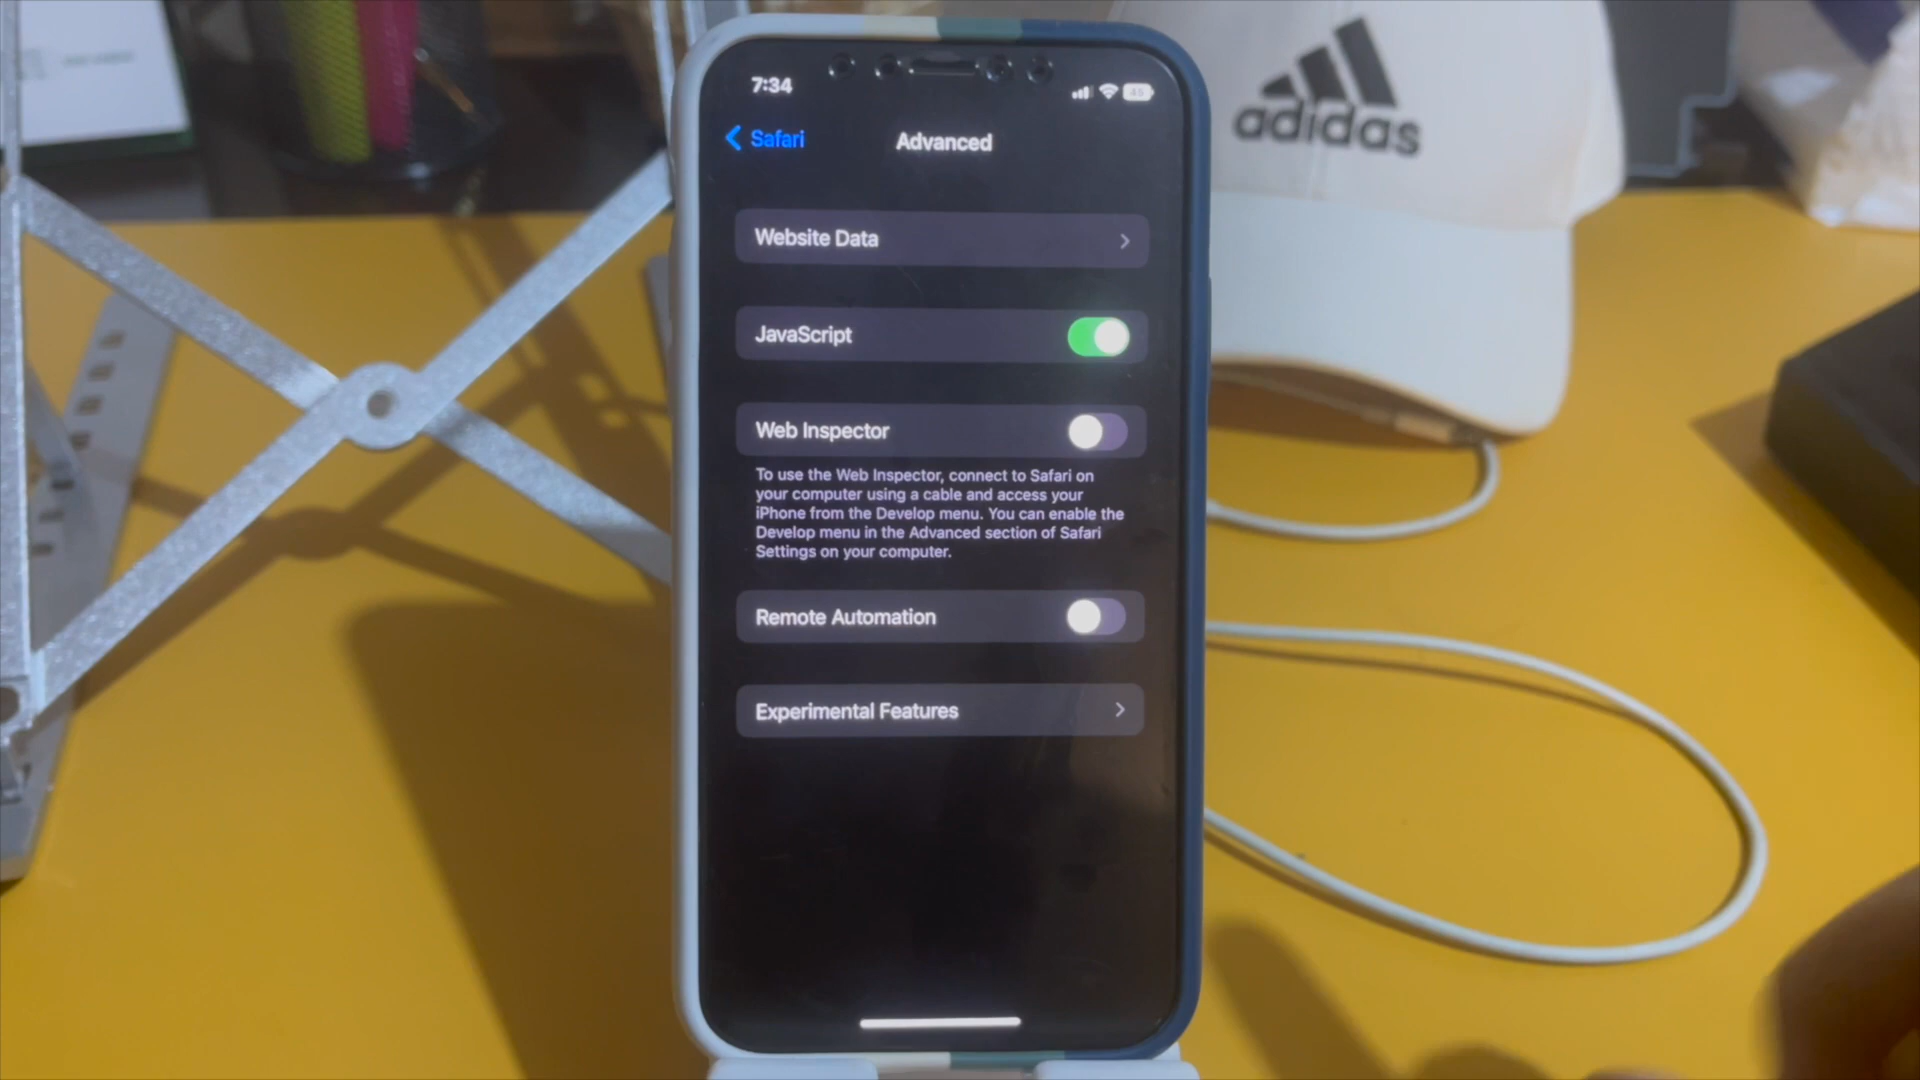 7:34
45
Safari
Advanced
Website Data
JavaScript
Web Inspector
To use the Web Inspector, connect to Safari on
your computer using a cable and access your
iPhone from the Develop menu. You can enable the
Develop menu in the Advanced section of Safari
Settings on your computer.
Remote Automation
Experimental Features
adidas